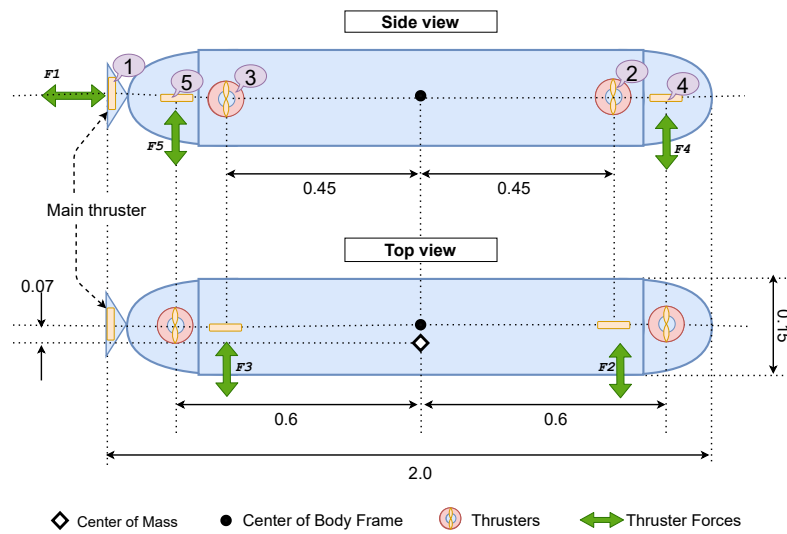 Side view
F1
1
5
3
2
4
F5
F4
0.45
0.45
Main thruster
Top view
0.07
0.15
F3
F2
0.6
0.6
2.0
Center of Mass
Center of Body Frame
Thrusters
Thruster Forces